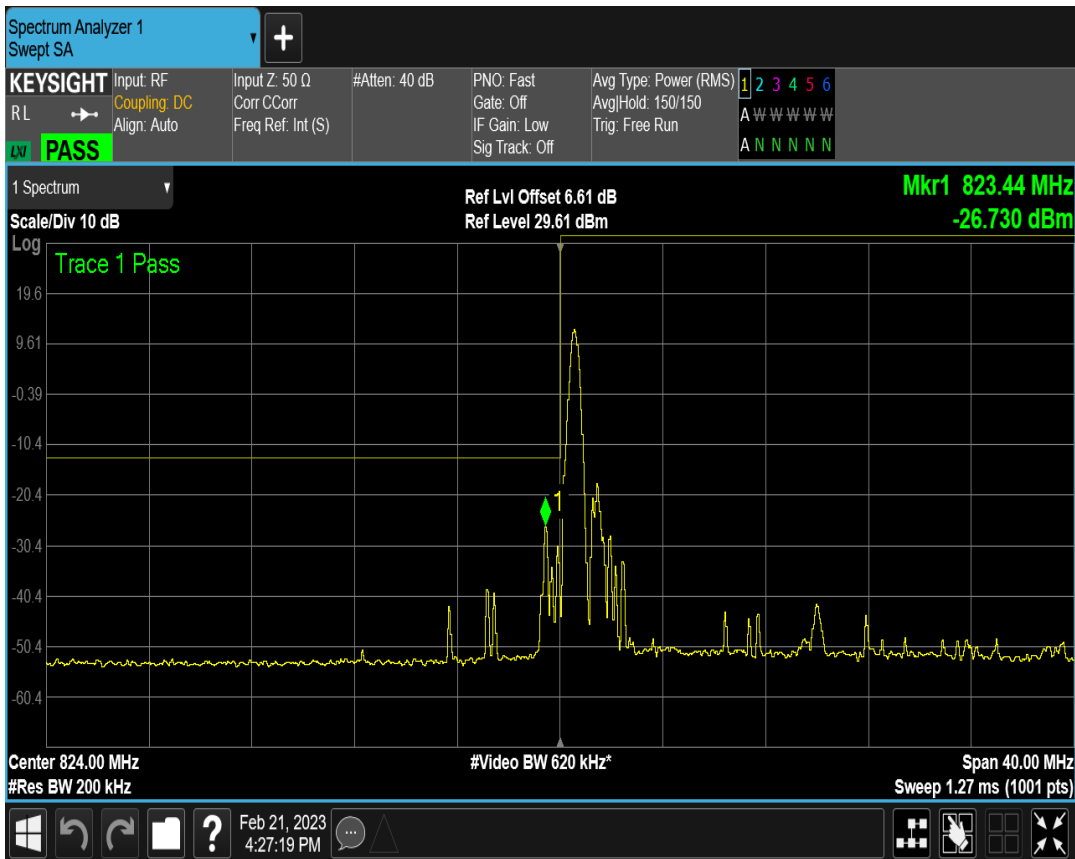 Spectrum Analyzer 1
Swept SA
+
KEYSIGHT
R L
LXI PASS
Input: RF
Coupling: DC
Align: Auto
Input Z: 50 Ω
Corr CCorr
Freq Ref: Int (S)
#Atten: 40 dB
PNO: Fast
Gate: Off
IF Gain: Low
Sig Track: Off
Avg Type: Power (RMS)
Avg|Hold: 150/150
Trig: Free Run
1 2 3 4 5 6
A W W W W W
A N N N N N
1 Spectrum
Scale/Div 10 dB
Ref Lvl Offset 6.61 dB
Ref Level 29.61 dBm
Mkr1 823.44 MHz
-26.730 dBm
Log
Trace 1 Pass
19.6
9.61
-0.39
-10.4
-20.4
1
-30.4
-40.4
-50.4
-60.4
Center 824.00 MHz
#Res BW 200 kHz
#Video BW 620 kHz*
Span 40.00 MHz
Sweep 1.27 ms (1001 pts)
?
Feb 21, 2023
4:27:19 PM